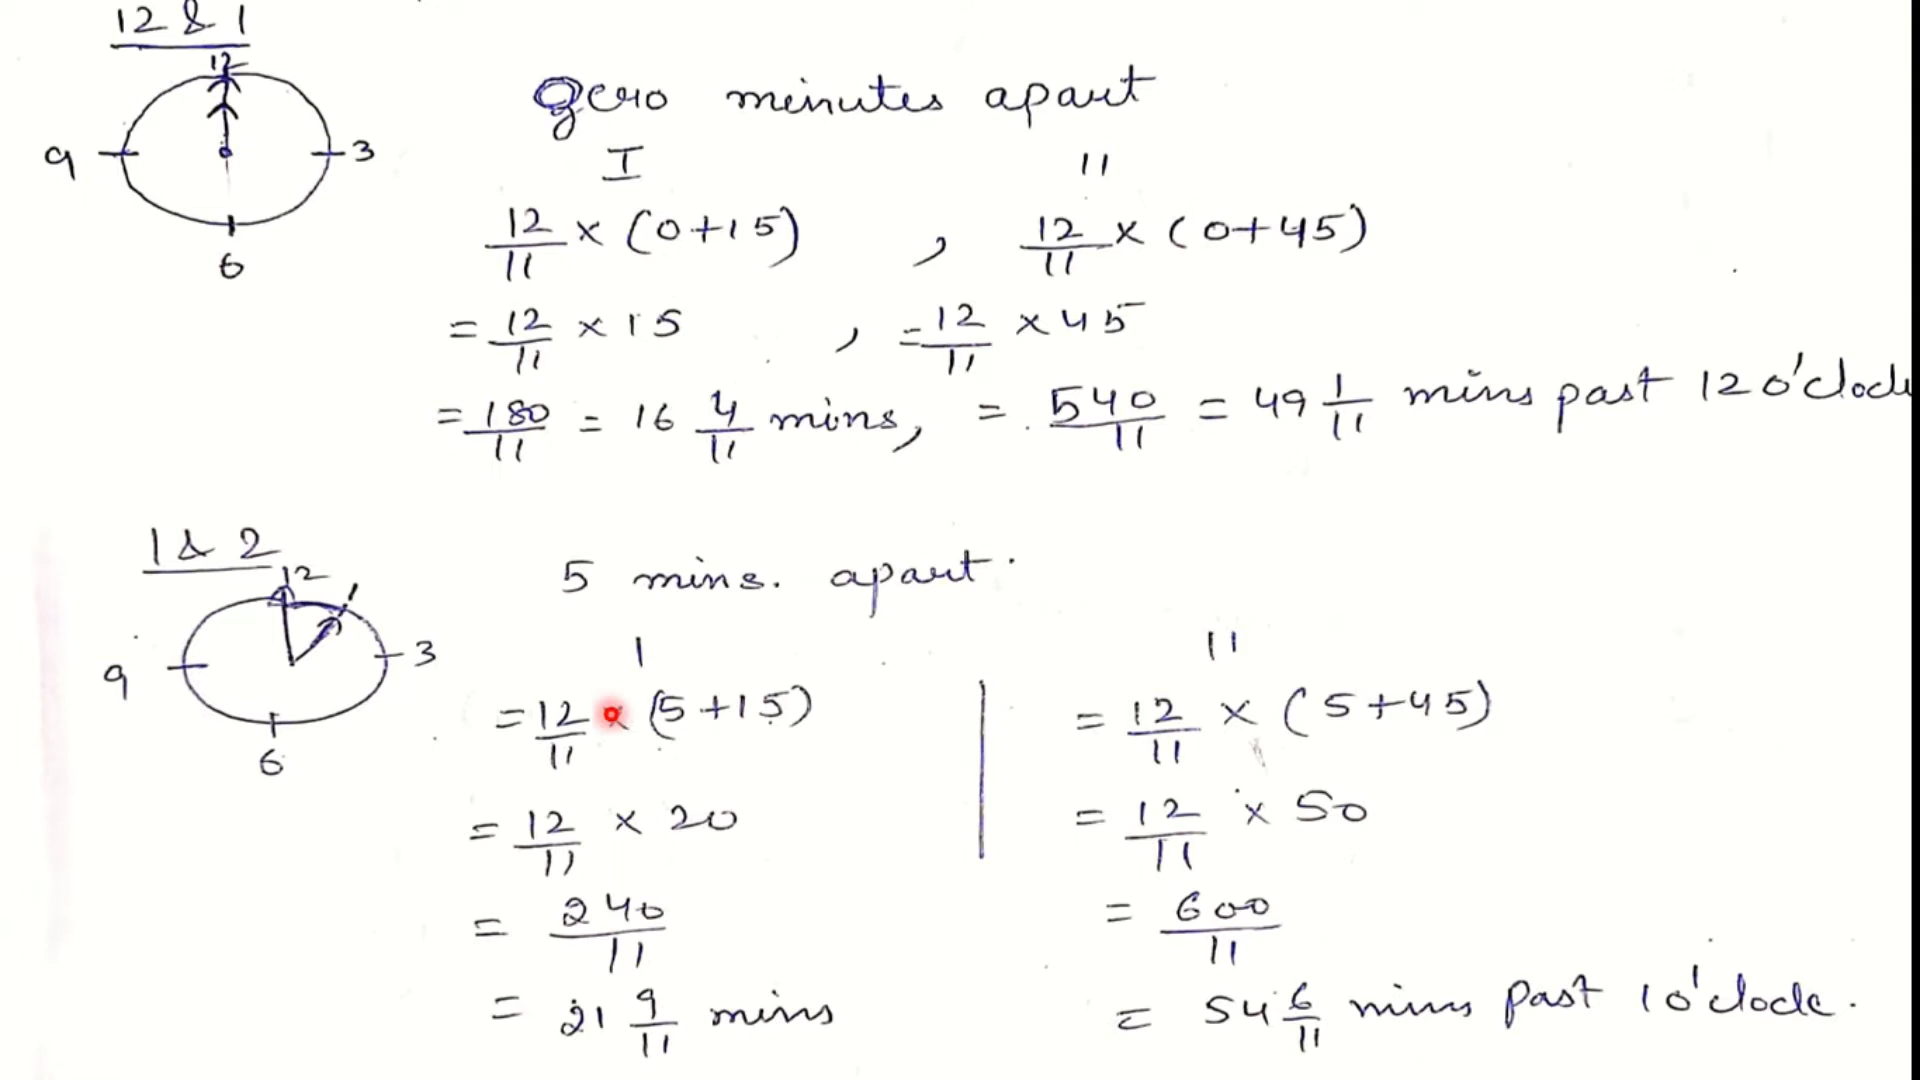 12 & 1
12
9
3
6
zero minutes apart
I
II
12/11 × (0+15) , 12/11 × (0+45)
= 12/11 × 15 , = 12/11 × 45
= 180/11 = 16 4/11 mins, = 540/11 = 49 1/11 mins past 12 o'clock
1 & 2
12
1
9
3
6
5 mins. apart.
I
II
= 12/11 × (5+15)
= 12/11 × (5+45)
= 12/11 × 20
= 12/11 × 50
= 240/11
= 600/11
= 21 9/11 mins
= 54 6/11 mins past 1 o'clock.